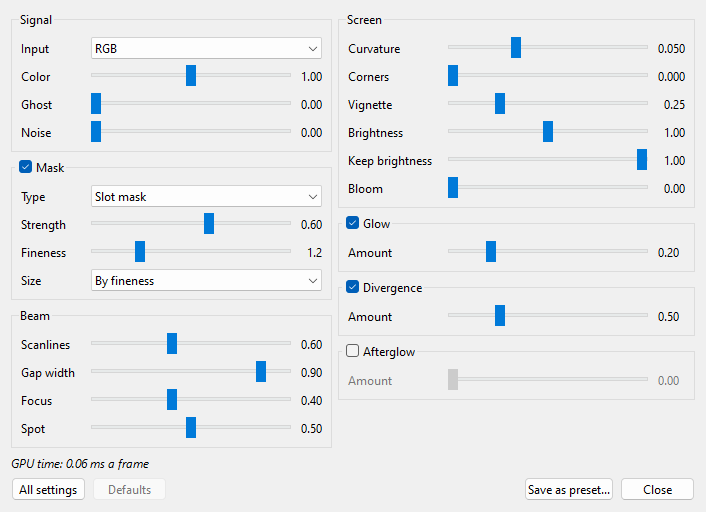 Signal
Input RGB
Color 1.00
Ghost 0.00
Noise 0.00
Mask
Type Slot mask
Strength 0.60
Fineness 1.2
Size By fineness
Beam
Scanlines 0.60
Gap width 0.90
Focus 0.40
Spot 0.50
Screen
Curvature 0.050
Corners 0.000
Vignette 0.25
Brightness 1.00
Keep brightness 1.00
Bloom 0.00
Glow
Amount 0.20
Divergence
Amount 0.50
Afterglow
Amount 0.00
GPU time: 0.06 ms a frame
All settings Defaults Save as preset... Close